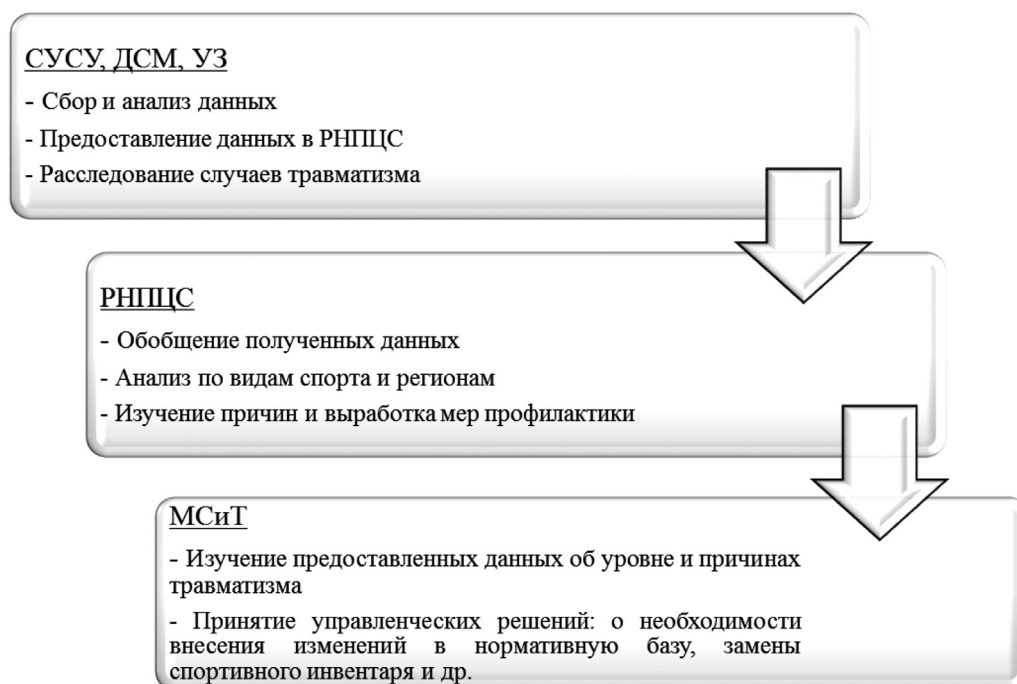 СУСУ, ДСМ, УЗ
- Сбор и анализ данных
- Предоставление данных в РНПЦС
- Расследование случаев травматизма
РНПЦС
- Обобщение полученных данных
- Анализ по видам спорта и регионам
- Изучение причин и выработка мер профилактики
МСиТ
- Изучение предоставленных данных об уровне и причинах
травматизма
- Принятие управленческих решений: о необходимости
внесения изменений в нормативную базу, замены
спортивного инвентаря и др.